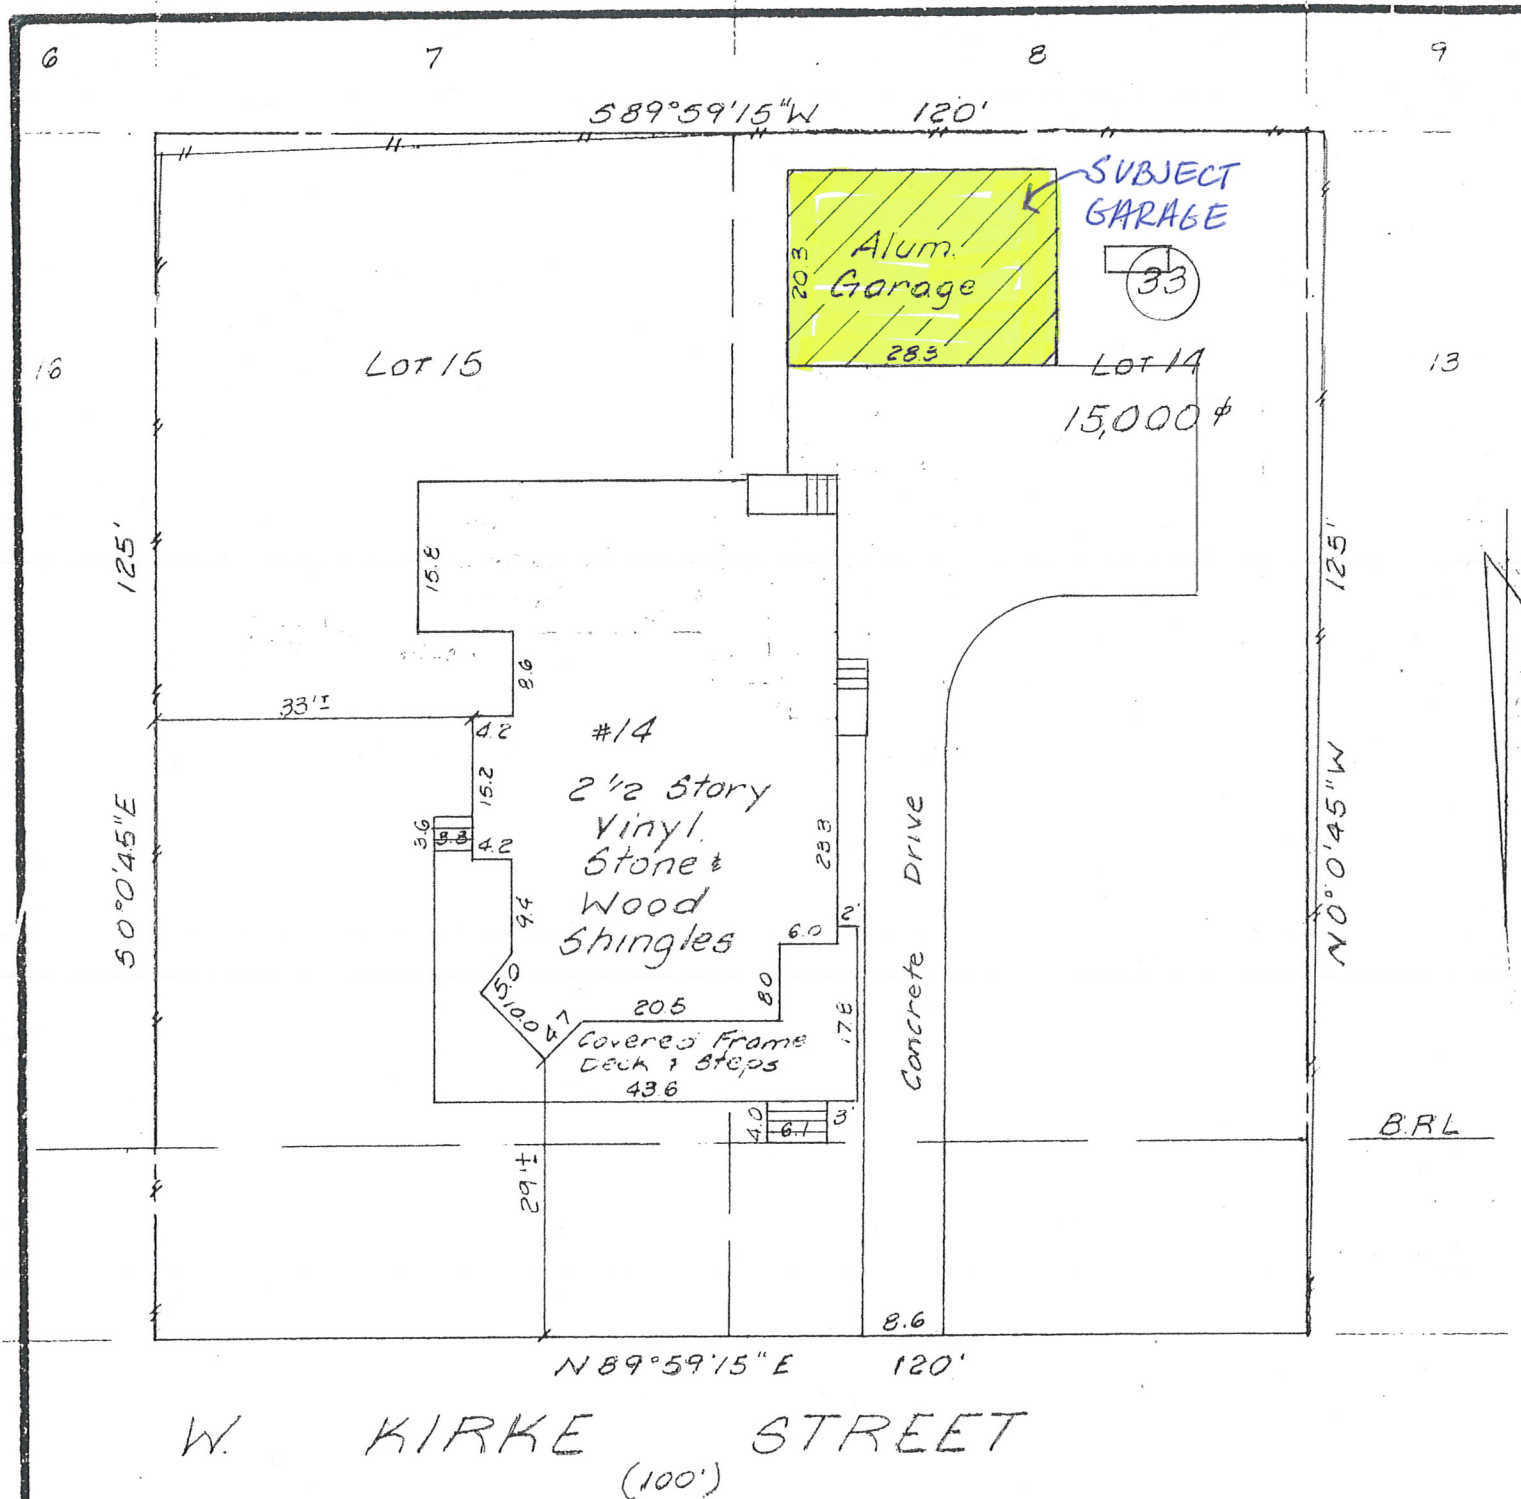 6 7 8 9
S89°59'15"W 120'
SUBJECT
GARAGE
Alum.
Garage
20.3
28.3
33
16
LOT 15
LOT 14
13
15,000 ⌽
125'
15.8
125'
8.6
33'±
4.2
#14
15.2
2 1/2 Story
Vinyl,
Stone &
Wood
Shingles
3.6
3.8
4.2
23.3
9.4
S0°0'45"E
N0°0'45"W
Concrete Drive
2'
6.0
8.0
5.0
10.0
4.7
20.5
17.8
Covered Frame
Deck & Steps
43.6
4.0
6.1
3'
B.R.L
29'±
8.6
N89°59'15"E 120'
W. KIRKE STREET
(100')